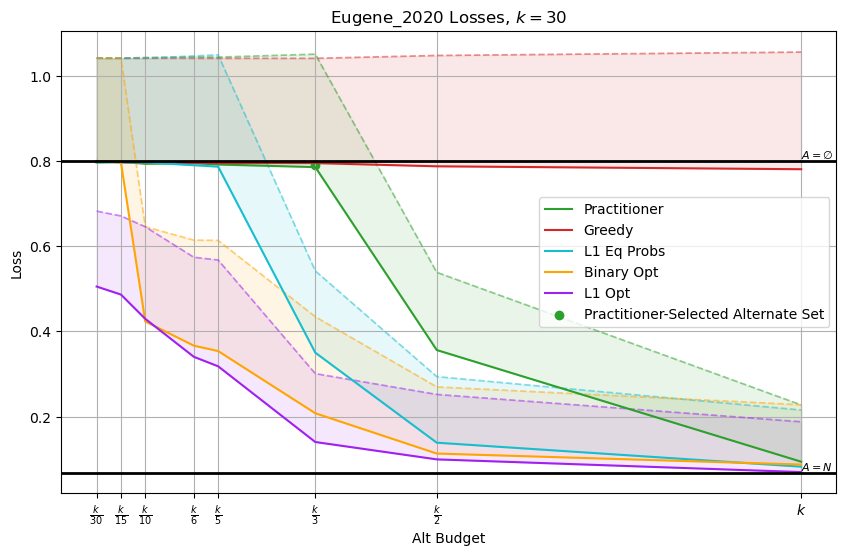 Eugene_2020 Losses, k = 30
Loss
1.0
0.8
0.6
0.4
0.2
A = ∅
Practitioner
Greedy
L1 Eq Probs
Binary Opt
L1 Opt
Practitioner-Selected Alternate Set
A = N
k/30 k/15 k/10 k/6 k/5 k/3 k/2 k
Alt Budget